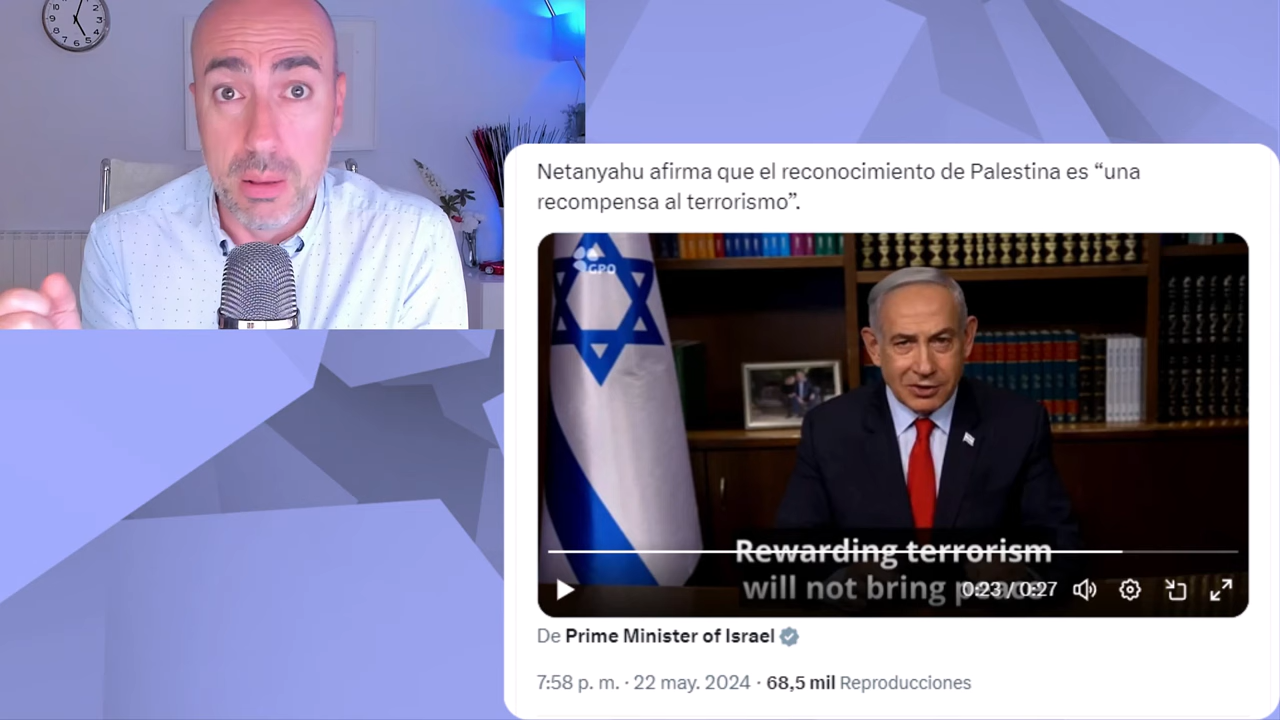 Netanyahu afirma que el reconocimiento de Palestina es “una
recompensa al terrorismo”.
GPO
Rewarding terrorism
will not bring peace
0:23 / 0:27
De Prime Minister of Israel
7:58 p. m. · 22 may. 2024 · 68,5 mil Reproducciones